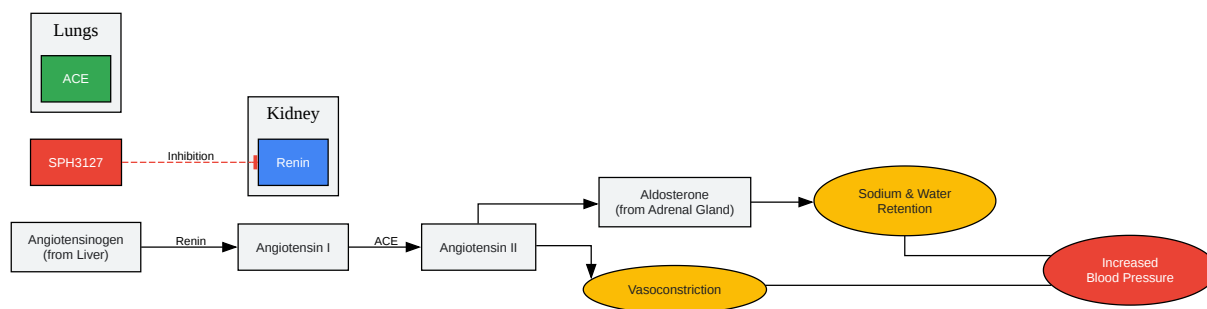 Lungs
ACE
Kidney
SPH3127
Inhibition
Renin
Aldosterone
(from Adrenal Gland)
Sodium & Water
Retention
Angiotensinogen
(from Liver)
Renin
Angiotensin I
ACE
Angiotensin II
Vasoconstriction
Increased
Blood Pressure